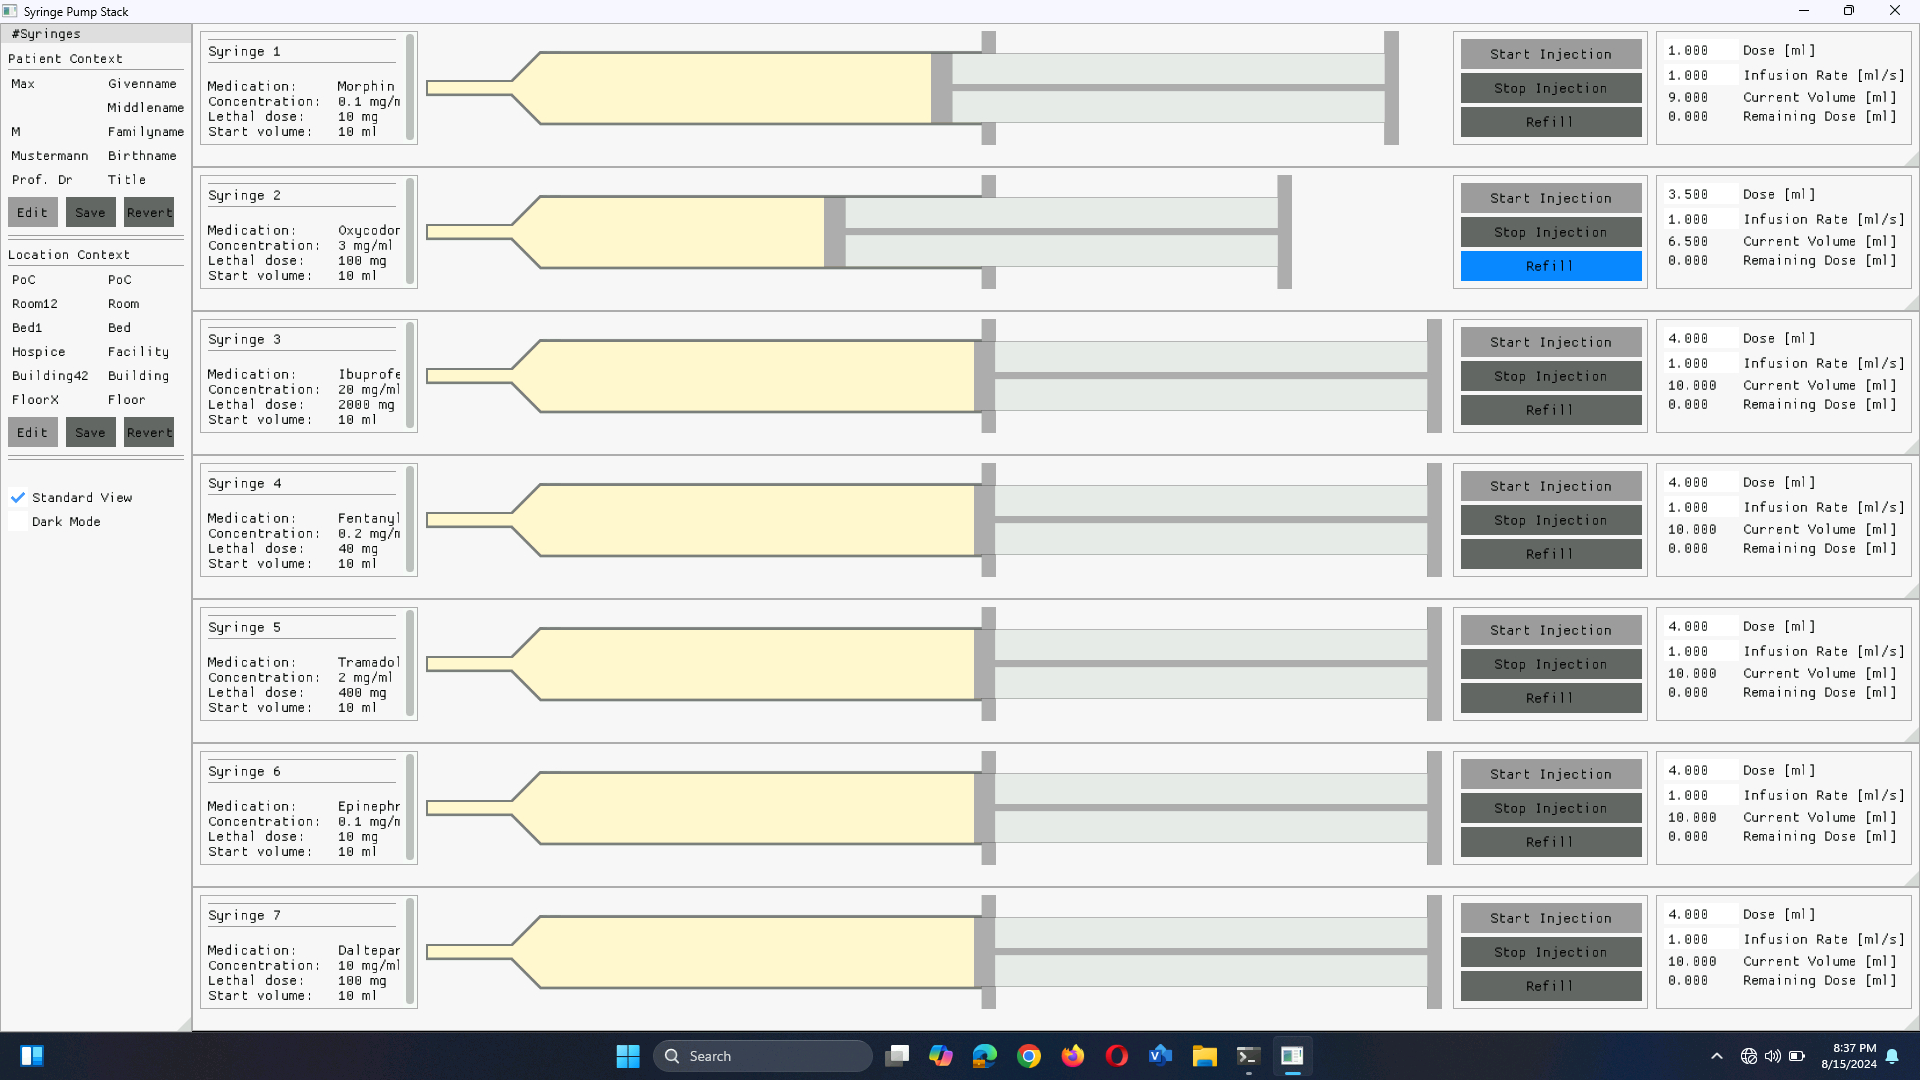 Syringe Pump Stack
#Syringes
Patient Context
Max Givenname
Middlename
M Familyname
Mustermann Birthname
Prof. Dr Title
Edit Save Revert
Location Context
PoC PoC
Room12 Room
Bed1 Bed
Hospice Facility
Building42 Building
FloorX Floor
Edit Save Revert
Standard View
Dark Mode
Syringe 1
Medication: Morphin
Concentration: 0.1 mg/m
Lethal dose: 10 mg
Start volume: 10 ml
Start Injection
Stop Injection
Refill
1.000 Dose [ml]
1.000 Infusion Rate [ml/s]
9.000 Current Volume [ml]
0.000 Remaining Dose [ml]
Syringe 2
Medication: Oxycodor
Concentration: 3 mg/ml
Lethal dose: 100 mg
Start volume: 10 ml
Start Injection
Stop Injection
Refill
3.500 Dose [ml]
1.000 Infusion Rate [ml/s]
6.500 Current Volume [ml]
0.000 Remaining Dose [ml]
Syringe 3
Medication: Ibuprofe
Concentration: 20 mg/ml
Lethal dose: 2000 mg
Start volume: 10 ml
Start Injection
Stop Injection
Refill
4.000 Dose [ml]
1.000 Infusion Rate [ml/s]
10.000 Current Volume [ml]
0.000 Remaining Dose [ml]
Syringe 4
Medication: Fentanyl
Concentration: 0.2 mg/m
Lethal dose: 40 mg
Start volume: 10 ml
Start Injection
Stop Injection
Refill
4.000 Dose [ml]
1.000 Infusion Rate [ml/s]
10.000 Current Volume [ml]
0.000 Remaining Dose [ml]
Syringe 5
Medication: Tramadol
Concentration: 2 mg/ml
Lethal dose: 400 mg
Start volume: 10 ml
Start Injection
Stop Injection
Refill
4.000 Dose [ml]
1.000 Infusion Rate [ml/s]
10.000 Current Volume [ml]
0.000 Remaining Dose [ml]
Syringe 6
Medication: Epinephr
Concentration: 0.1 mg/m
Lethal dose: 10 mg
Start volume: 10 ml
Start Injection
Stop Injection
Refill
4.000 Dose [ml]
1.000 Infusion Rate [ml/s]
10.000 Current Volume [ml]
0.000 Remaining Dose [ml]
Syringe 7
Medication: Daltepar
Concentration: 10 mg/ml
Lethal dose: 100 mg
Start volume: 10 ml
Start Injection
Stop Injection
Refill
4.000 Dose [ml]
1.000 Infusion Rate [ml/s]
10.000 Current Volume [ml]
0.000 Remaining Dose [ml]
Search
8:37 PM
8/15/2024